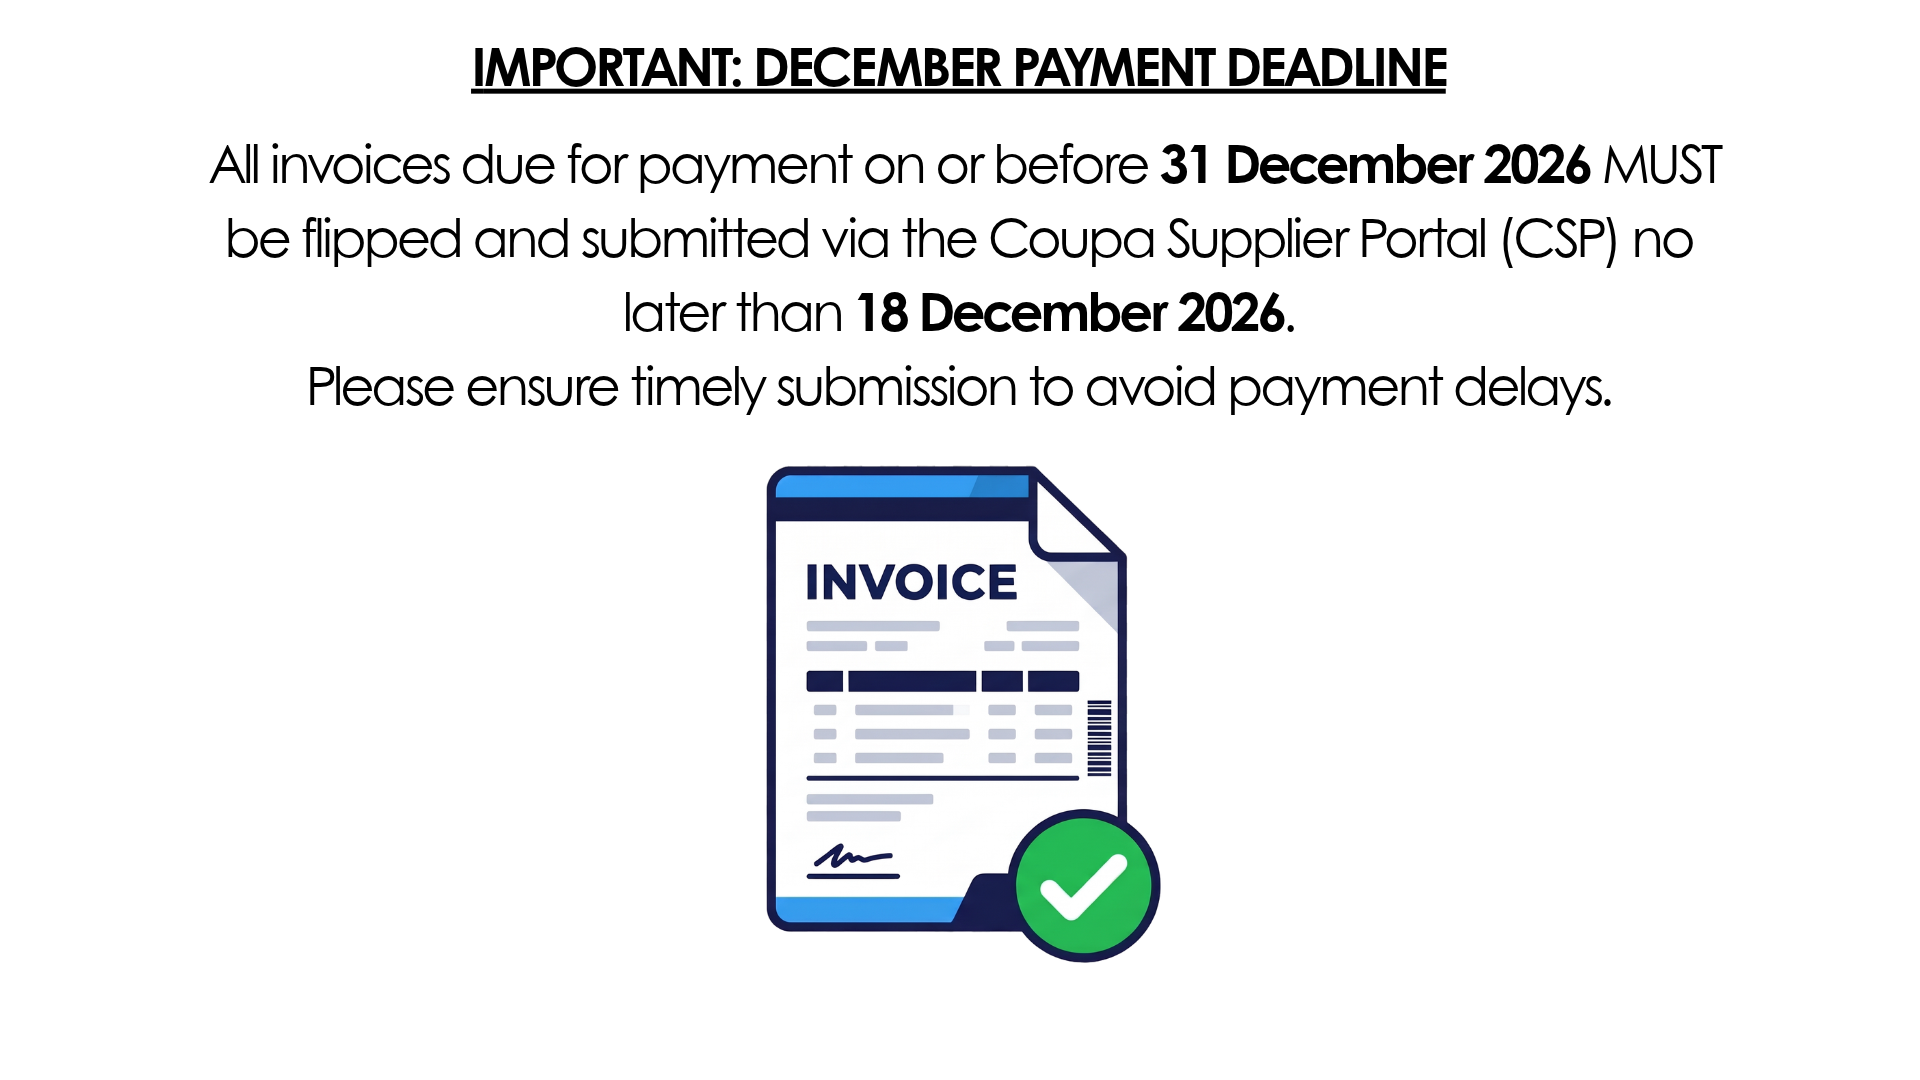 IMPORTANT: DECEMBER PAYMENT DEADLINE
All invoices due for payment on or before 31 December 2026 MUST
be flipped and submitted via the Coupa Supplier Portal (CSP) no
later than 18 December 2026.
Please ensure timely submission to avoid payment delays.
INVOICE